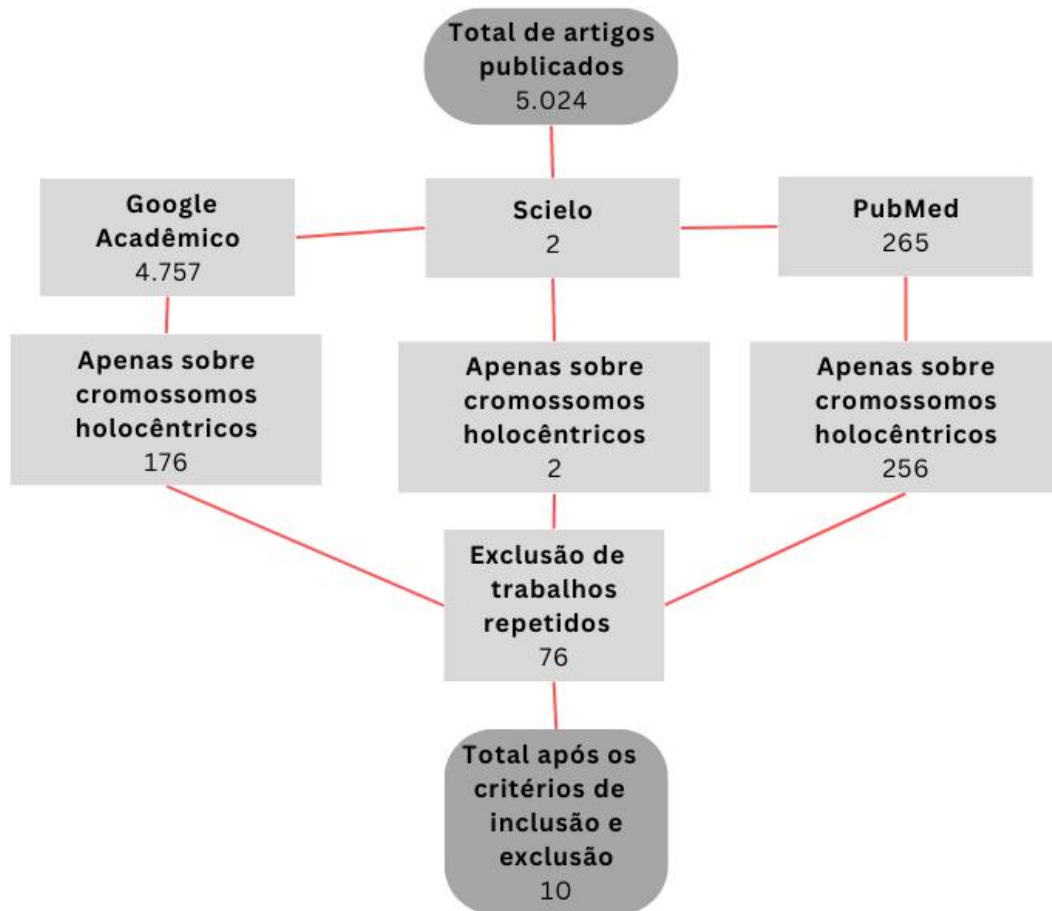 Total de artigos
publicados
5.024
Google
Acadêmico
4.757
Scielo
2
PubMed
265
Apenas sobre
cromossomos
holocêntricos
176
Apenas sobre
cromossomos
holocêntricos
2
Apenas sobre
cromossomos
holocêntricos
256
Exclusão de
trabalhos
repetidos
76
Total após os
critérios de
inclusão e
exclusão
10